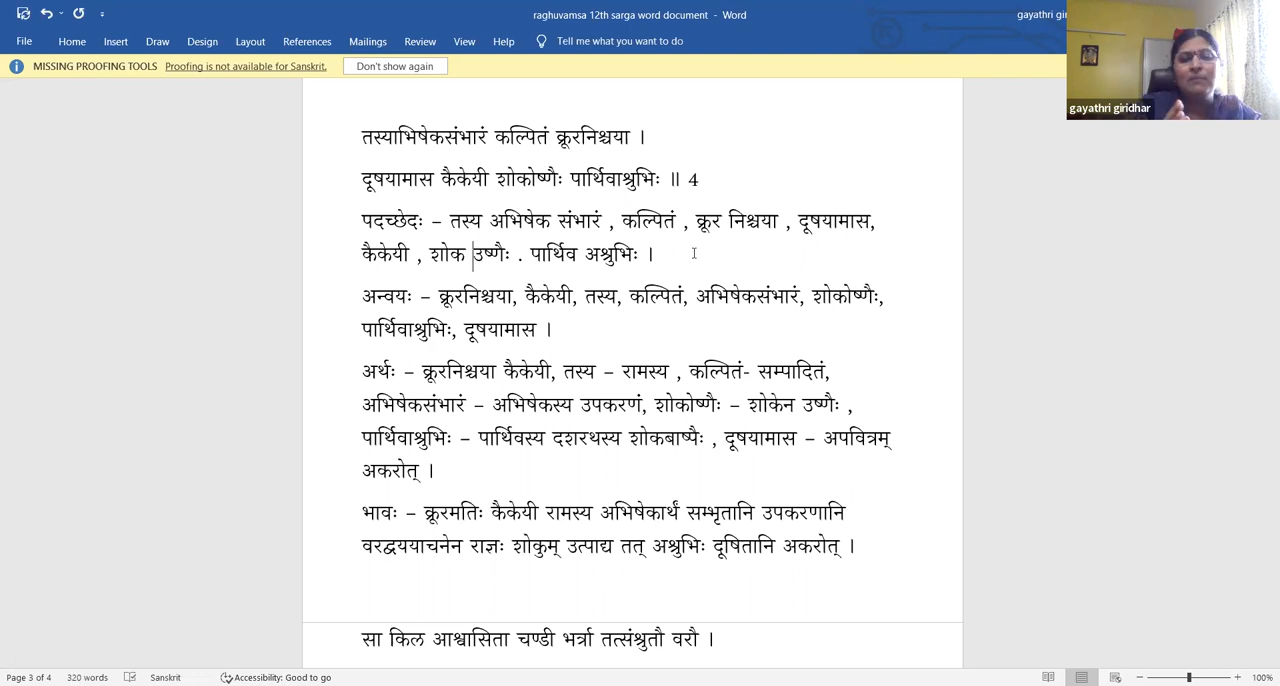 raghuvamsa 12th sarga word document - Word
gayathri gir
File Home Insert Draw Design Layout References Mailings Review View Help Tell me what you want to do
MISSING PROOFING TOOLS Proofing is not available for Sanskrit. Don't show again
gayathri giridhar
तस्याभिषेकसंभारं कल्पितं क्रूरनिश्चया ।
दूषयामास कैकेयी शोकोष्णैः पार्थिवाश्रुभिः ॥ 4
पदच्छेदः – तस्य अभिषेक संभारं , कल्पितं , क्रूर निश्चया , दूषयामास,
कैकेयी , शोक उष्णैः . पार्थिव अश्रुभिः ।
अन्वयः – क्रूरनिश्चया, कैकेयी, तस्य, कल्पितं, अभिषेकसंभारं, शोकोष्णैः,
पार्थिवाश्रुभिः, दूषयामास ।
अर्थः – क्रूरनिश्चया कैकेयी, तस्य – रामस्य , कल्पितं- सम्पादितं,
अभिषेकसंभारं – अभिषेकस्य उपकरणं, शोकोष्णैः – शोकेन उष्णैः ,
पार्थिवाश्रुभिः – पार्थिवस्य दशरथस्य शोकबाष्पैः , दूषयामास – अपवित्रम्
अकरोत् ।
भावः – क्रूरमतिः कैकेयी रामस्य अभिषेकार्थं सम्भृतानि उपकरणानि
वरद्वययाचनेन राज्ञः शोकुम् उत्पाद्य तत् अश्रुभिः दूषितानि अकरोत् ।
सा किल आश्वासिता चण्डी भर्त्रा तत्संश्रुतौ वरौ ।
Page 3 of 4 320 words Sanskrit Accessibility: Good to go 100%